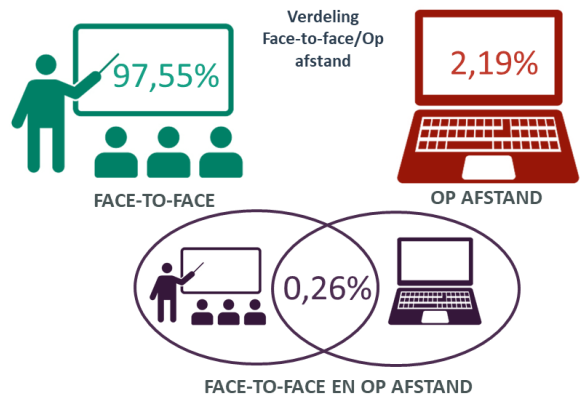 Verdeling
Face-to-face/Op
afstand
97,55%
2,19%
FACE-TO-FACE
OP AFSTAND
0,26%
FACE-TO-FACE EN OP AFSTAND